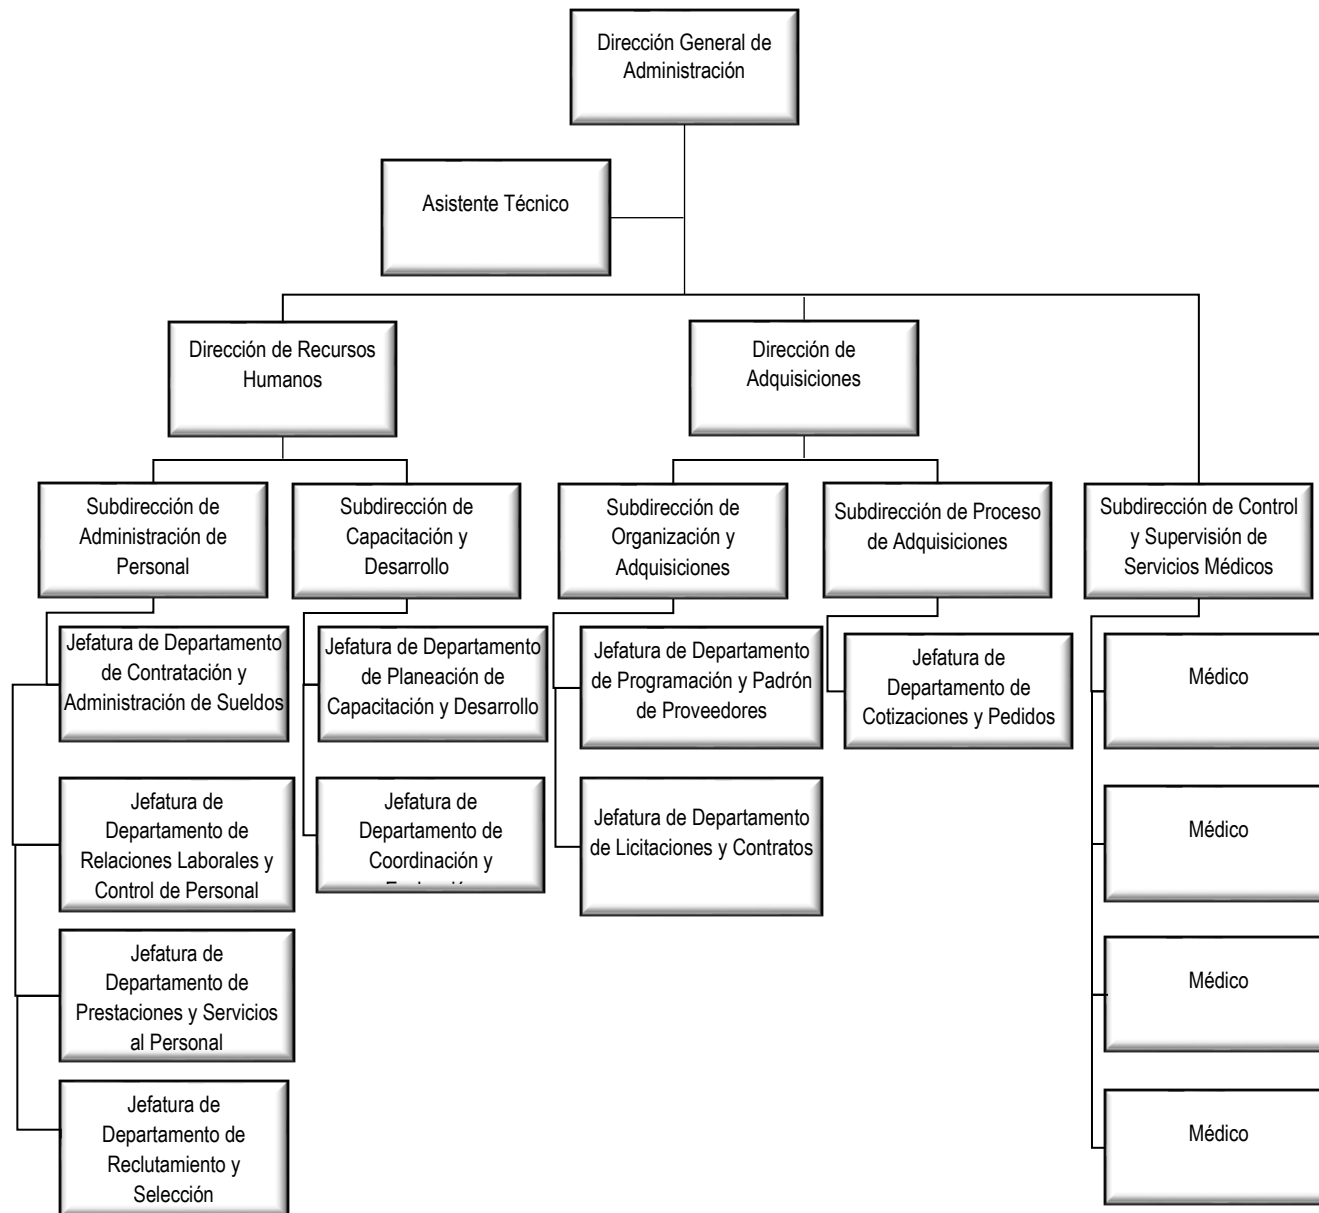 Dirección General de
Administración
Asistente Técnico
Dirección de Recursos
Humanos
Dirección de
Adquisiciones
Subdirección de
Administración de
Personal
Subdirección de
Capacitación y
Desarrollo
Subdirección de
Organización y
Adquisiciones
Subdirección de Proceso
de Adquisiciones
Subdirección de Control
y Supervisión de
Servicios Médicos
Jefatura de Departamento
de Contratación y
Administración de Sueldos
Jefatura de Departamento
de Planeación de
Capacitación y Desarrollo
Jefatura de Departamento
de Programación y Padrón
de Proveedores
Jefatura de
Departamento de
Cotizaciones y Pedidos
Médico
Jefatura de
Departamento de
Relaciones Laborales y
Control de Personal
Jefatura de
Departamento de
Coordinación y
Jefatura de Departamento
de Licitaciones y Contratos
Médico
Jefatura de
Departamento de
Prestaciones y Servicios
al Personal
Médico
Jefatura de
Departamento de
Reclutamiento y
Selección
Médico